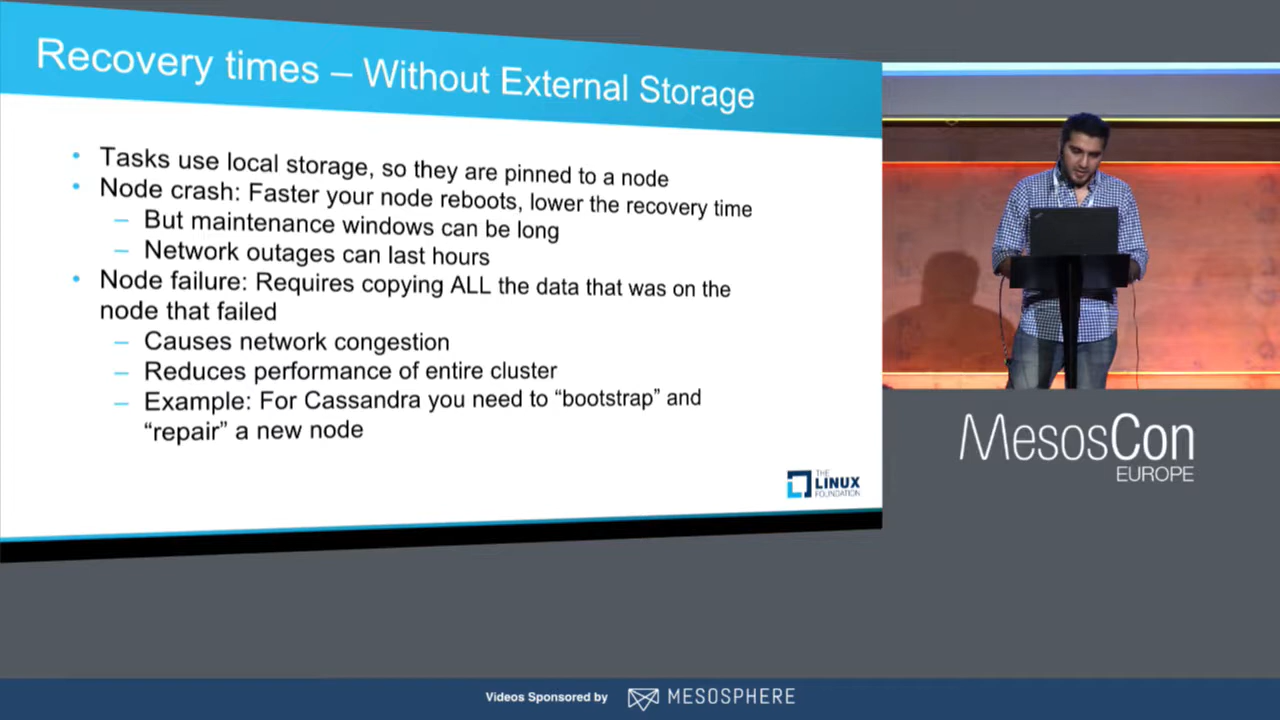 Recovery times – Without External Storage
• Tasks use local storage, so they are pinned to a node
• Node crash: Faster your node reboots, lower the recovery time
– But maintenance windows can be long
– Network outages can last hours
• Node failure: Requires copying ALL the data that was on the
node that failed
– Causes network congestion
– Reduces performance of entire cluster
– Example: For Cassandra you need to “bootstrap” and
“repair” a new node
THE
LINUX
FOUNDATION
MesosCon
EUROPE
Videos Sponsored by MESOSPHERE